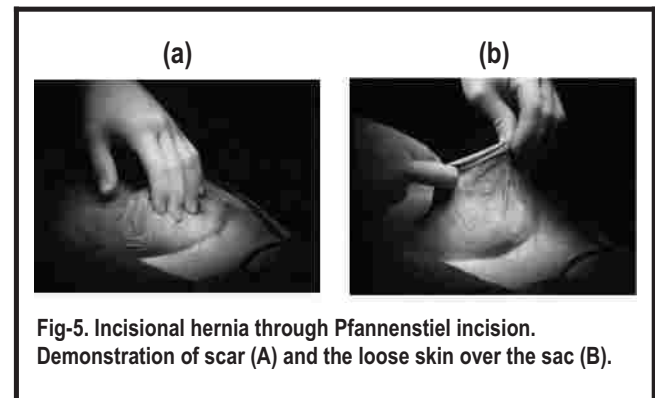 (a)
(b)
Fig-5. Incisional hernia through Pfannenstiel incision.
Demonstration of scar (A) and the loose skin over the sac (B).